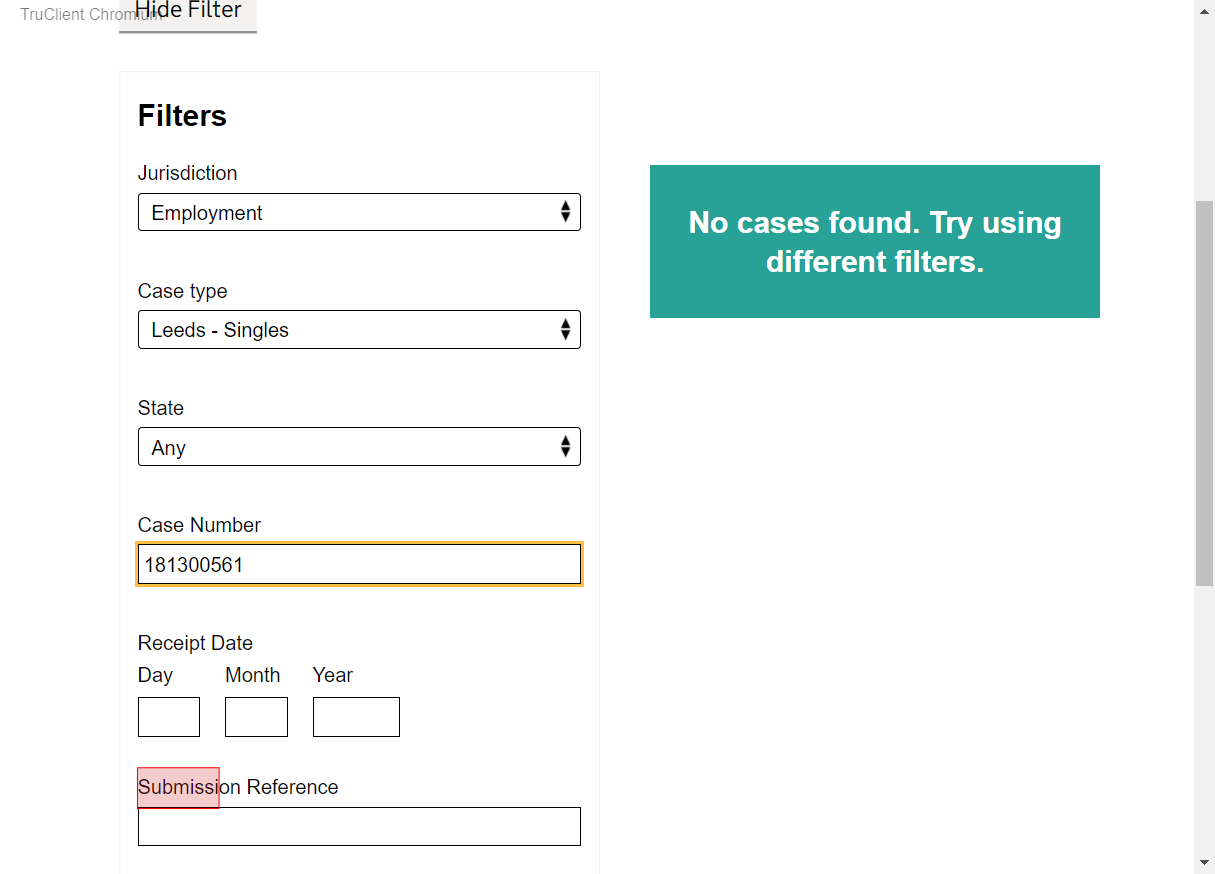 TruClient Chromium
Hide Filter
Filters
Jurisdiction
Employment
Case type
Leeds - Singles
State
Any
Case Number
181300561
Receipt Date
Day Month Year
Submission Reference
No cases found. Try using
different filters.